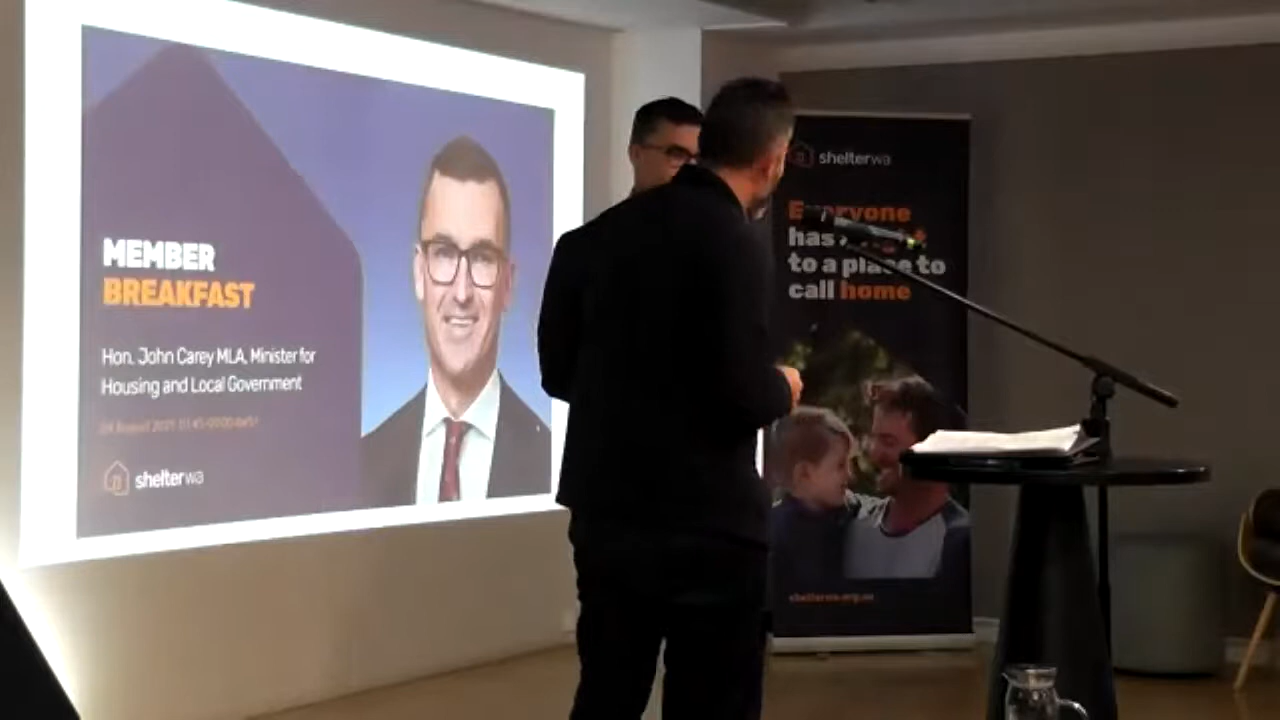 MEMBER
BREAKFAST
Hon. John Carey MLA, Minister for
Housing and Local Government
shelterwa
shelterwa
Everyone
has
to a place to
call home
shelterwa.org.au